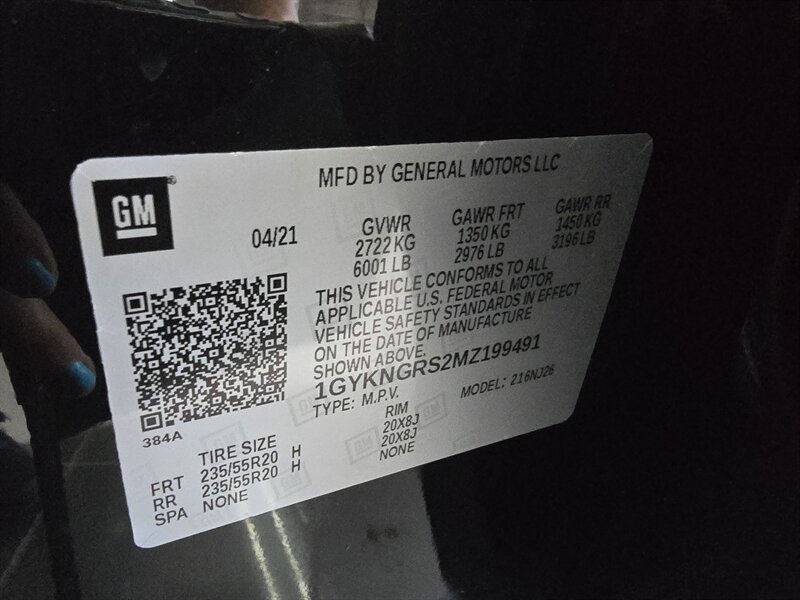 GM
MFD BY GENERAL MOTORS LLC
04/21
GVWR
2722 KG
6001 LB
GAWR FRT
1350 KG
2976 LB
GAWR RR
1450 KG
3196 LB
THIS VEHICLE CONFORMS TO ALL
APPLICABLE U.S. FEDERAL MOTOR
VEHICLE SAFETY STANDARDS IN EFFECT
ON THE DATE OF MANUFACTURE
SHOWN ABOVE.
1GYKNGRS2MZ199491
TYPE: M.P.V.
MODEL: 216NJ26
384A
TIRE SIZE RIM
FRT 235/55R20 H 20X8J
RR 235/55R20 H 20X8J
SPA NONE NONE